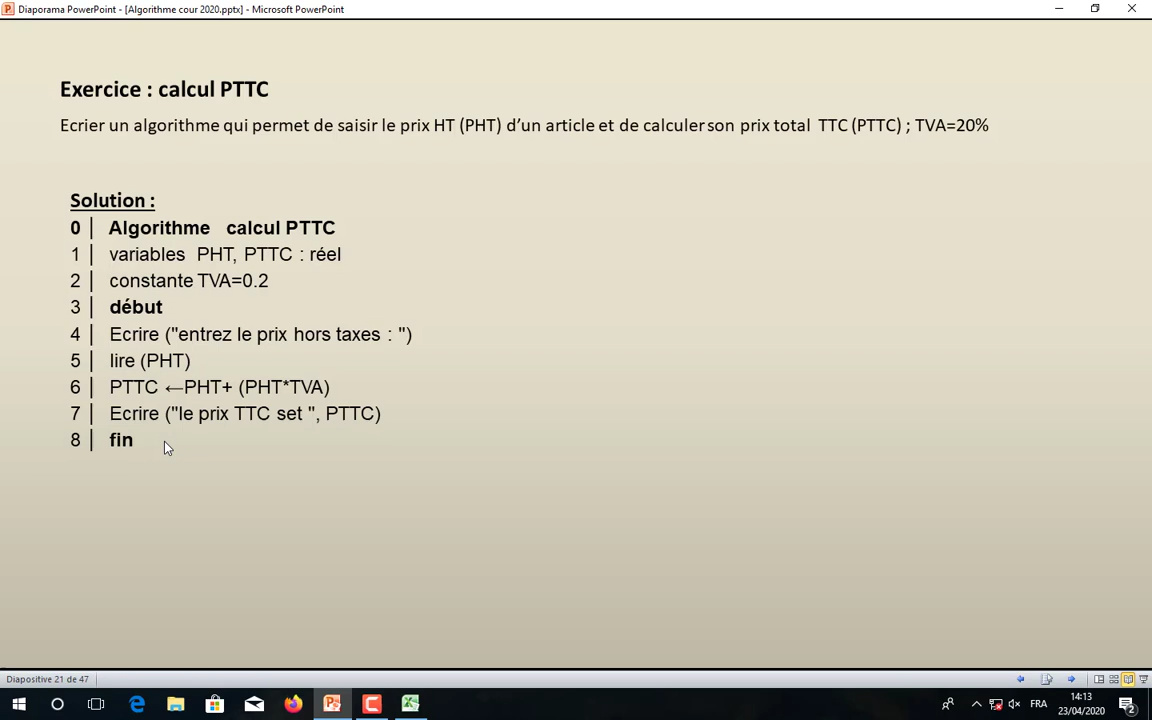 Diaporama PowerPoint - [Algorithme cour 2020.pptx] - Microsoft PowerPoint
Exercice : calcul PTTC
Ecrier un algorithme qui permet de saisir le prix HT (PHT) d’un article et de calculer son prix total TTC (PTTC) ; TVA=20%
Solution :
0 | Algorithme calcul PTTC
1 | variables PHT, PTTC : réel
2 | constante TVA=0.2
3 | début
4 | Ecrire ("entrez le prix hors taxes : ")
5 | lire (PHT)
6 | PTTC ←PHT+ (PHT*TVA)
7 | Ecrire ("le prix TTC set ", PTTC)
8 | fin
Diapositive 21 de 47
FR
14:13
23/04/2020
2